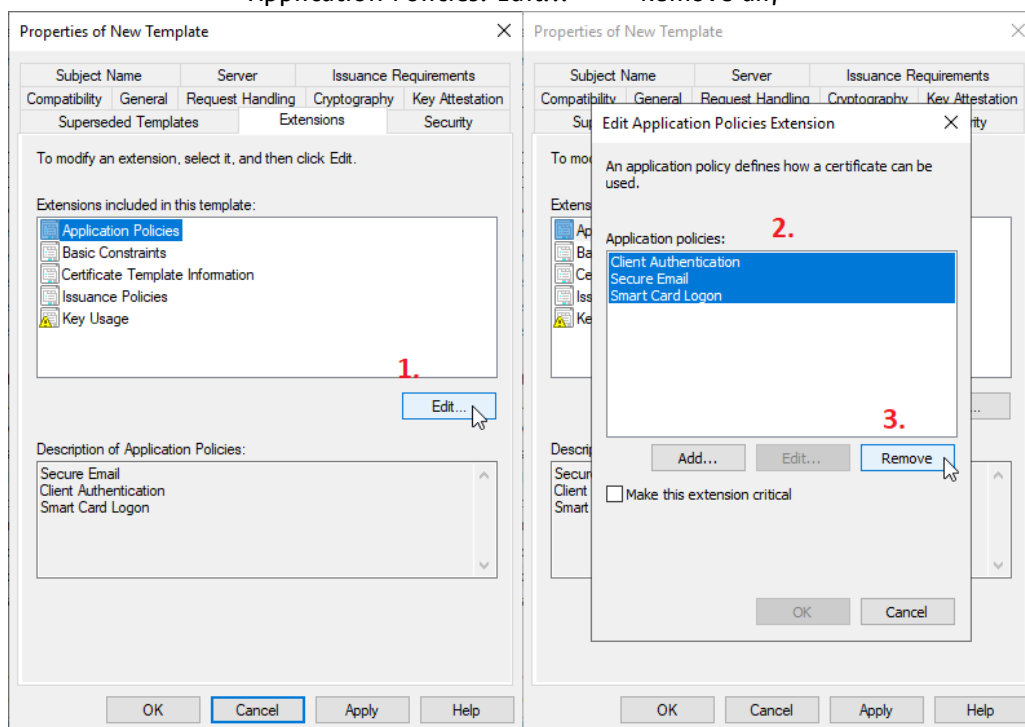 Application Policies: Edit...
Remove any
Properties of New Template
Subject Name
Server
Issuance Requirements
Compatibility
General
Request Handling
Cryptography
Key Attestation
Superseded Templates
Extensions
Security
To modify an extension, select it, and then click Edit.
Extensions included in this template:
Application Policies
Basic Constraints
Certificate Template Information
Issuance Policies
Key Usage
1.
Edit...
Description of Application Policies:
Secure Email
Client Authentication
Smart Card Logon
OK
Cancel
Apply
Help
Properties of New Template
Subject Name
Server
Issuance Requirements
Compatibility
General
Request Handling
Cryptography
Key Attestation
Edit Application Policies Extension
An application policy defines how a certificate can be
used.
2.
Application policies:
Client Authentication
Secure Email
Smart Card Logon
3.
Add...
Edit...
Remove
Make this extension critical
OK
Cancel
OK
Cancel
Apply
Help